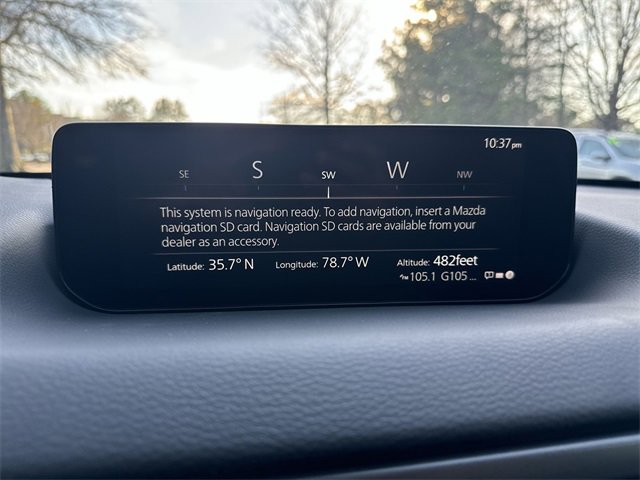 10:37pm
SE S SW W NW
This system is navigation ready. To add navigation, insert a Mazda
navigation SD card. Navigation SD cards are available from your
dealer as an accessory.
Latitude: 35.7° N Longitude: 78.7° W Altitude: 482feet
FM 105.1 G105 ...